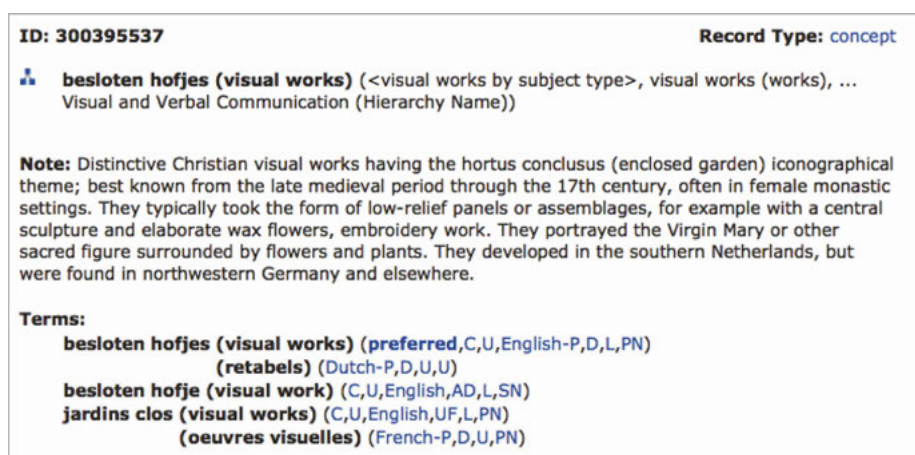 ID: 300395537 Record Type: concept
besloten hofjes (visual works) (<visual works by subject type>, visual works (works), ...
Visual and Verbal Communication (Hierarchy Name))
Note: Distinctive Christian visual works having the hortus conclusus (enclosed garden) iconographical
theme; best known from the late medieval period through the 17th century, often in female monastic
settings. They typically took the form of low-relief panels or assemblages, for example with a central
sculpture and elaborate wax flowers, embroidery work. They portrayed the Virgin Mary or other
sacred figure surrounded by flowers and plants. They developed in the southern Netherlands, but
were found in northwestern Germany and elsewhere.
Terms:
besloten hofjes (visual works) (preferred,C,U,English-P,D,L,PN)
(retabels) (Dutch-P,D,U,U)
besloten hofje (visual work) (C,U,English,AD,L,SN)
jardins clos (visual works) (C,U,English,UF,L,PN)
(oeuvres visuelles) (French-P,D,U,PN)